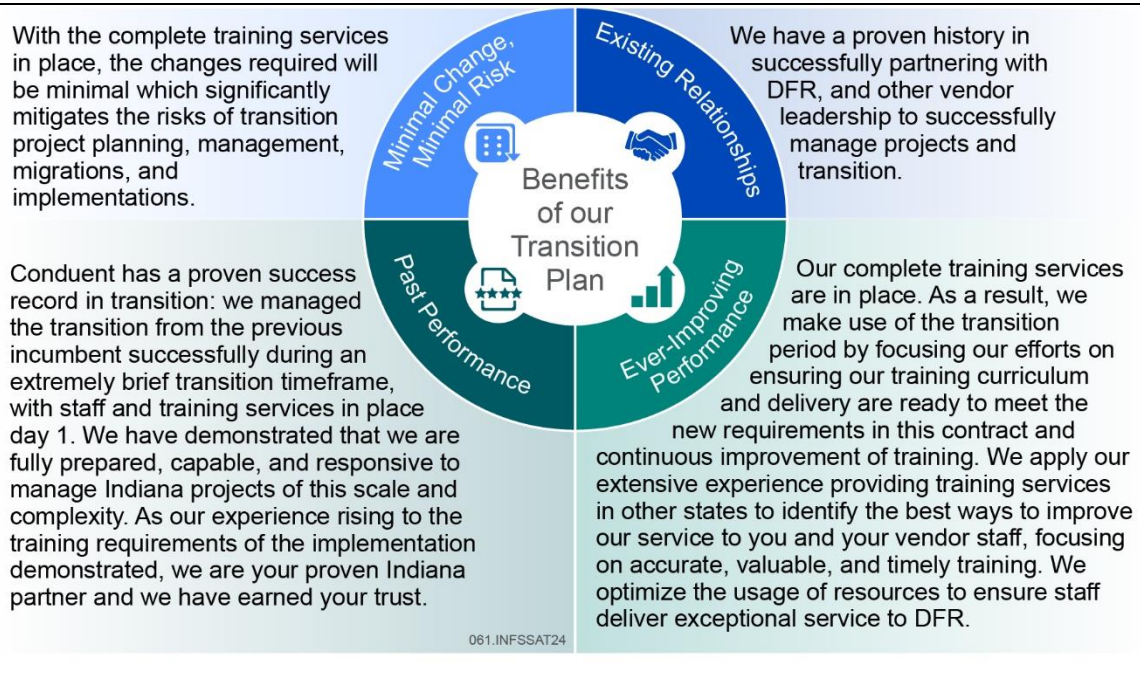 With the complete training services
in place, the changes required will
be minimal which significantly
mitigates the risks of transition
project planning, management,
migrations, and
implementations.
Minimal Change,
Minimal Risk
Existing Relationships
We have a proven history in
successfully partnering with
DFR, and other vendor
leadership to successfully
manage projects and
transition.
Benefits
of our
Transition
Plan
Conduent has a proven success
record in transition: we managed
the transition from the previous
incumbent successfully during an
extremely brief transition timeframe,
with staff and training services in place
day 1. We have demonstrated that we are
fully prepared, capable, and responsive to
manage Indiana projects of this scale and
complexity. As our experience rising to the
training requirements of the implementation
demonstrated, we are your proven Indiana
partner and we have earned your trust.
Past Performance
Ever-Improving
Performance
Our complete training services
are in place. As a result, we
make use of the transition
period by focusing our efforts on
ensuring our training curriculum
and delivery are ready to meet the
new requirements in this contract and
continuous improvement of training. We apply our
extensive experience providing training services
in other states to identify the best ways to improve
our service to you and your vendor staff, focusing
on accurate, valuable, and timely training. We
optimize the usage of resources to ensure staff
deliver exceptional service to DFR.
061.INFSSAT24